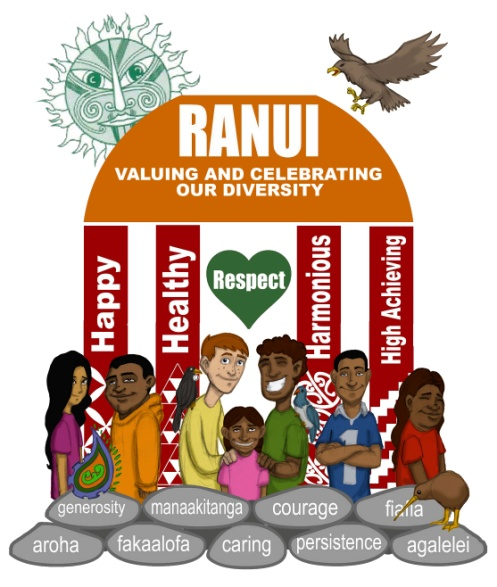 RANUI
VALUING AND CELEBRATING
OUR DIVERSITY
Happy
Healthy
Respect
Harmonious
High Achieving
generosity
manaakitanga
courage
fiafia
aroha
fakaalofa
caring
persistence
agalelei